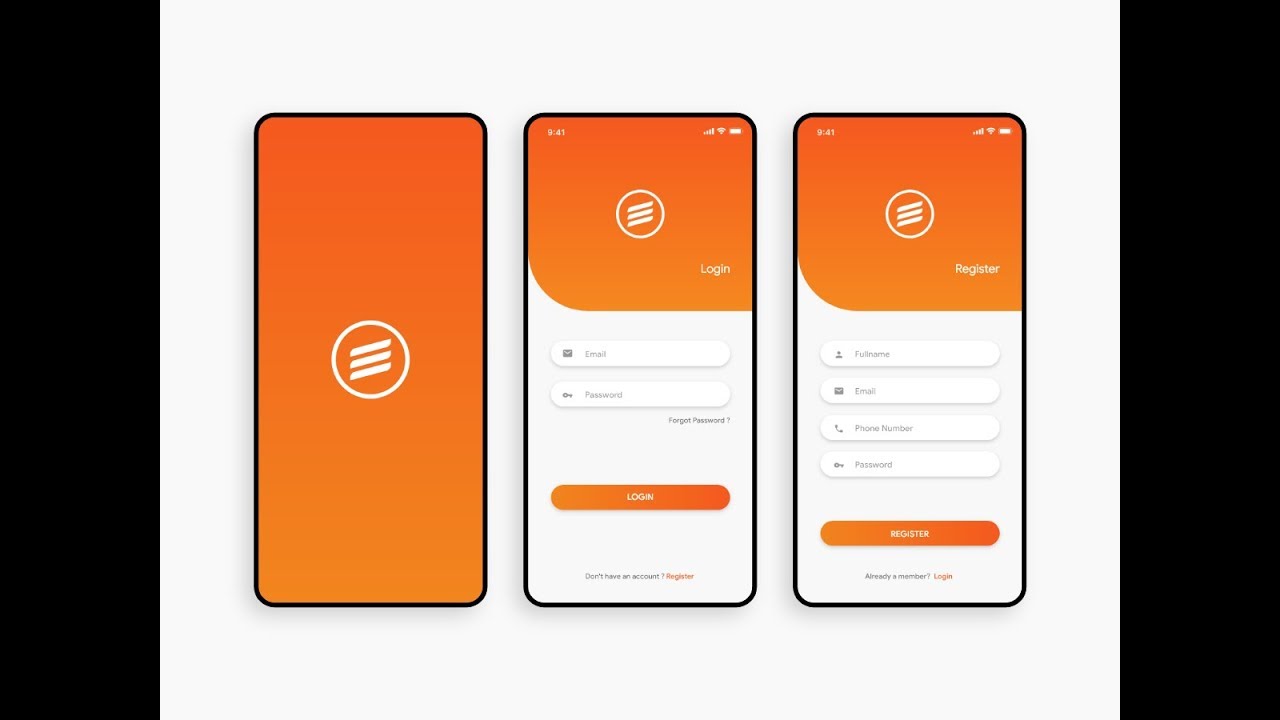 9:41
Login
Email
Password
Forgot Password ?
LOGIN
Don't have an account ? Register
9:41
Register
Fullname
Email
Phone Number
Password
REGISTER
Already a member? Login